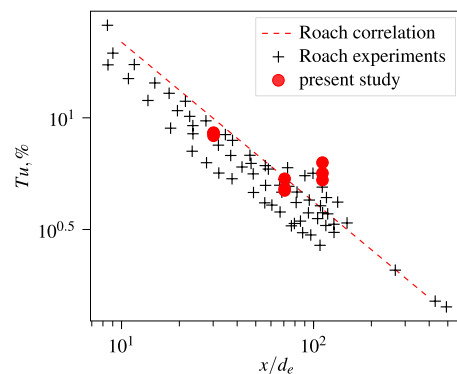 Roach correlation
Roach experiments
present study
Tu, %
10^1
10^0.5
10^1
10^2
x/d_e